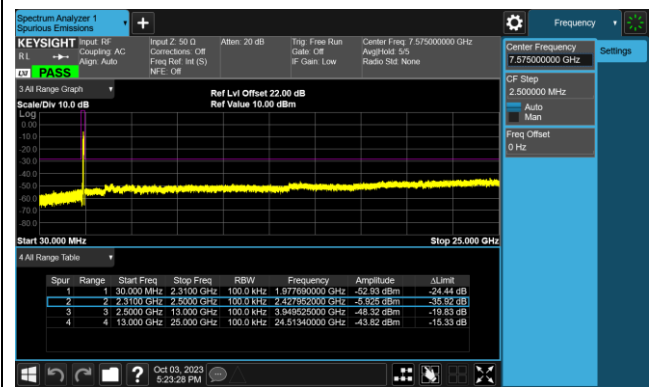 Spectrum Analyzer 1
Spurious Emissions
Frequency
KEYSIGHT
RL
LXI
PASS
Input: RF
Coupling: AC
Align: Auto
Input Z: 50 Ω
Corrections: Off
Freq Ref: Int (S)
NFE: Off
Atten: 20 dB
Trig: Free Run
Gate: Off
IF Gain: Low
Center Freq: 7.575000000 GHz
Avg|Hold: 5/5
Radio Std: None
Center Frequency
7.575000000 GHz
Settings
CF Step
2.500000 MHz
Auto
Man
Freq Offset
0 Hz
3 All Range Graph
Scale/Div 10.0 dB
Ref Lvl Offset 22.00 dB
Ref Value 10.00 dBm
Log
0.00
-10.0
-20.0
-30.0
-40.0
-50.0
-60.0
-70.0
-80.0
Start 30.000 MHz
Stop 25.000 GHz
4 All Range Table
Spur Range Start Freq Stop Freq RBW Frequency Amplitude ΔLimit
1 1 30.000 MHz 2.3100 GHz 100.0 kHz 1.977690000 GHz -52.93 dBm -24.44 dB
2 2 2.3100 GHz 2.5000 GHz 100.0 kHz 2.427952000 GHz -5.925 dBm -35.92 dB
3 3 2.5000 GHz 13.000 GHz 100.0 kHz 3.949525000 GHz -48.32 dBm -19.83 dB
4 4 13.000 GHz 25.000 GHz 100.0 kHz 24.51340000 GHz -43.82 dBm -15.33 dB
?
Oct 03, 2023
5:23:28 PM